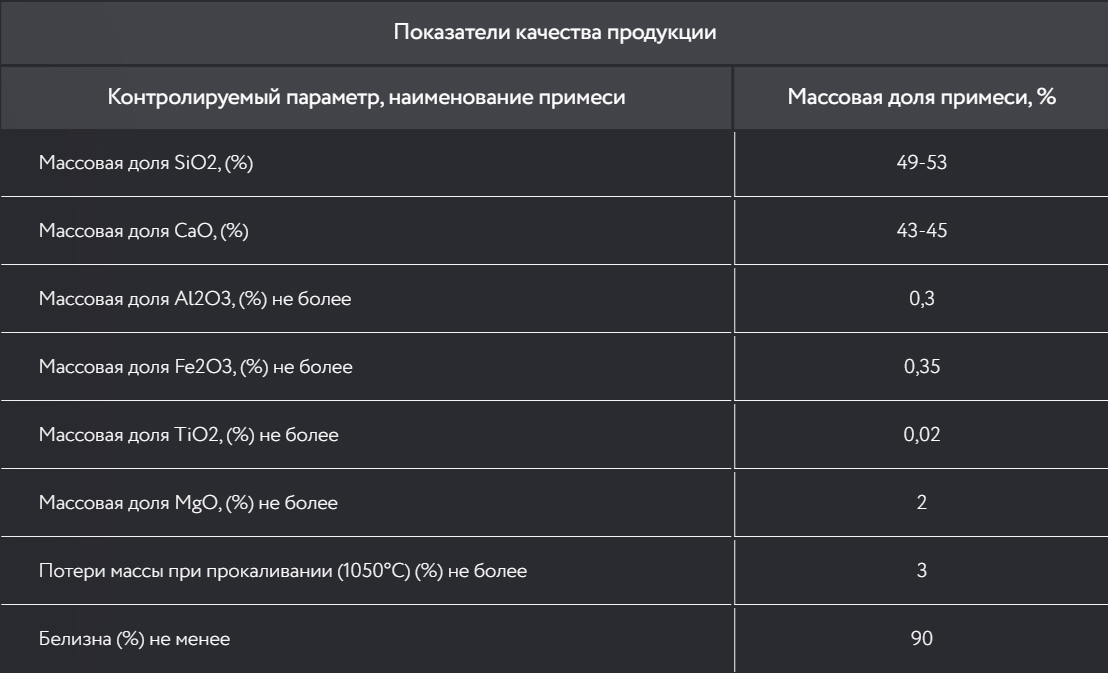 Показатели качества продукции
Контролируемый параметр, наименование примеси Массовая доля примеси, %
Массовая доля SiO2, (%) 49-53
Массовая доля CaO, (%) 43-45
Массовая доля Al2O3, (%) не более 0,3
Массовая доля Fe2O3, (%) не более 0,35
Массовая доля TiO2, (%) не более 0,02
Массовая доля MgO, (%) не более 2
Потери массы при прокаливании (1050°C) (%) не более 3
Белизна (%) не менее 90